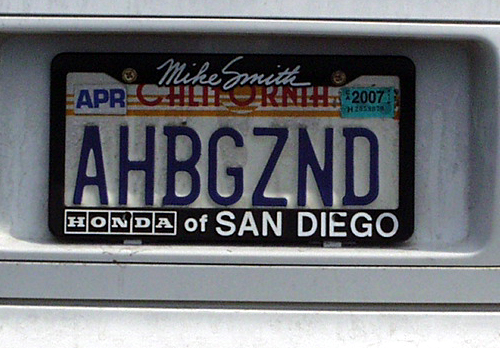 Mike Smith
CALIFORNIA
APR
2007
AHBGZND
HONDA of SAN DIEGO